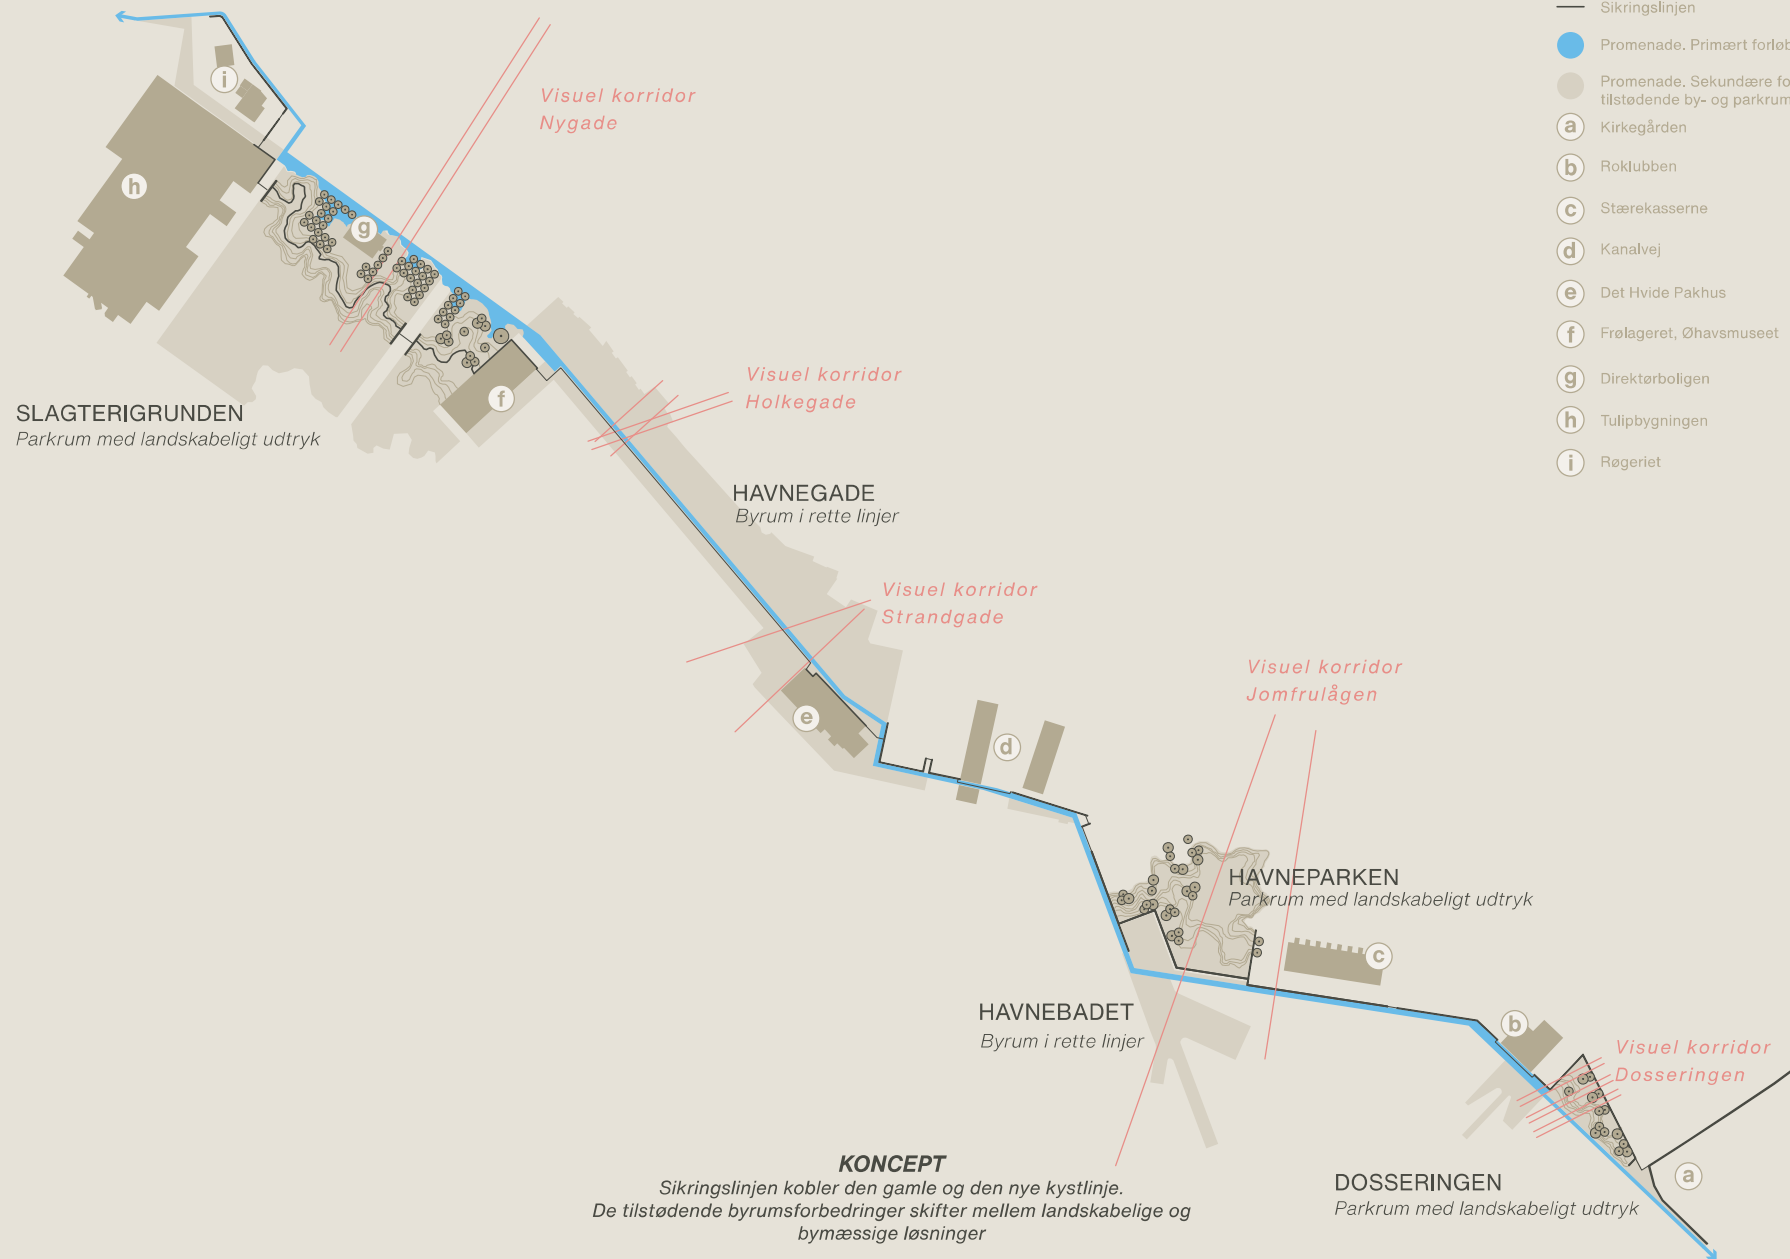 Sikringslinjen
Promenade. Primært forløb
Promenade. Sekundære
tilstødende by- og parkrum
a Kirkegården
b Roklubben
c Stærekasserne
d Kanalvej
e Det Hvide Pakhus
f Frølageret, Øhavsmuseet
g Direktørboligen
h Tulipbygningen
i Røgeriet
i
h
g
f
Visuel korridor
Nygade
SLAGTERIGRUNDEN
Parkrum med landskabeligt udtryk
Visuel korridor
Holkegade
HAVNEGADE
Byrum i rette linjer
Visuel korridor
Strandgade
e
d
Visuel korridor
Jomfrulågen
HAVNEPARKEN
Parkrum med landskabeligt udtryk
c
HAVNEBADET
Byrum i rette linjer
b
Visuel korridor
Dosseringen
DOSSERINGEN
Parkrum med landskabeligt udtryk
a
KONCEPT
Sikringslinjen kobler den gamle og den nye kystlinje.
De tilstødende byrumsforbedringer skifter mellem landskabelige og
bymæssige løsninger